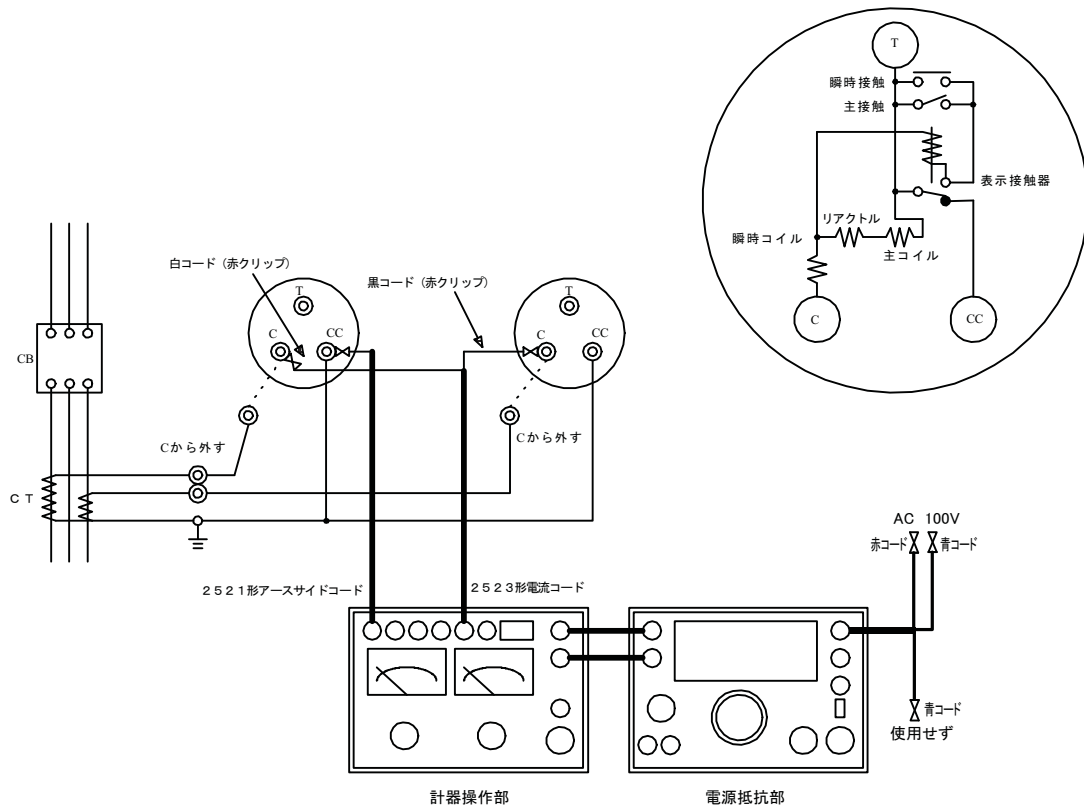 T
瞬時接触
主接触
表示接触器
リアクトル
瞬時コイル
主コイル
C
CC
白コード（赤クリップ）
黒コード（赤クリップ）
T
C
CC
T
C
CC
CB
Cから外す
Cから外す
ＣＴ
AC 100V
赤コード
青コード
２５２１形アースサイドコード
２５２３形電流コード
青コード
使用せず
計器操作部
電源抵抗部